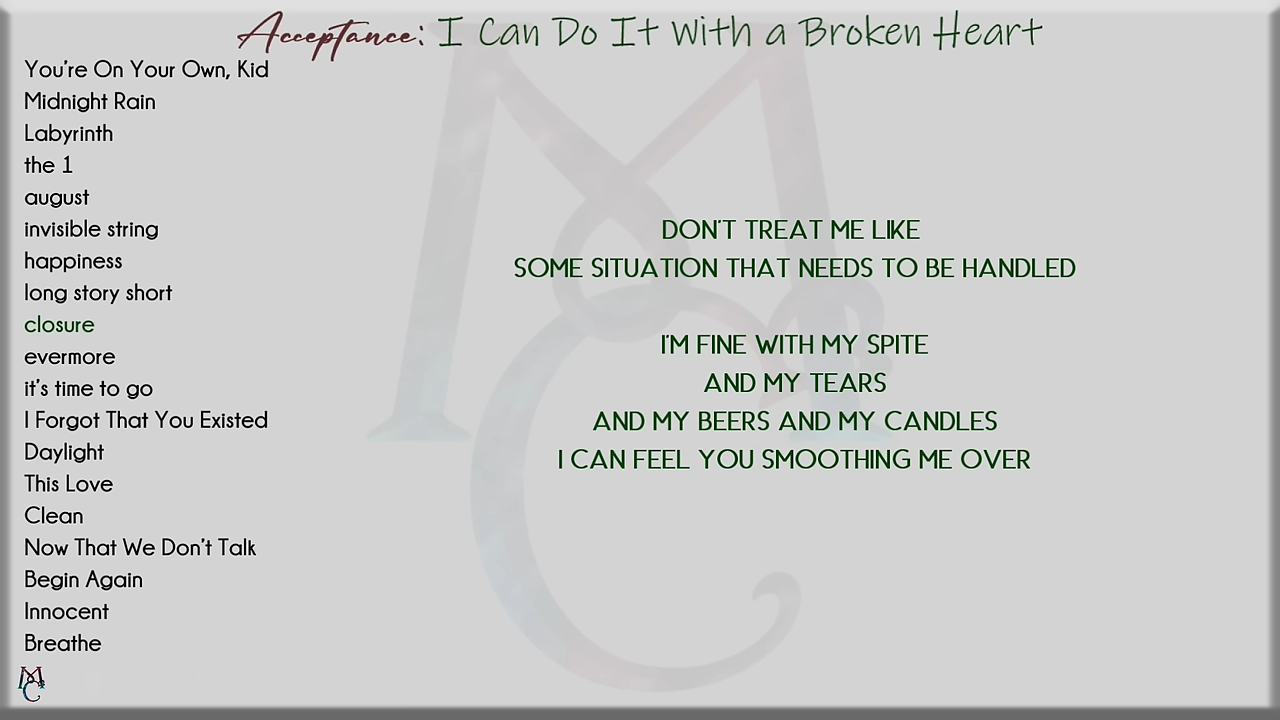 Acceptance: I Can Do It With a Broken Heart
You're On Your Own, Kid
Midnight Rain
Labyrinth
the 1
august
invisible string
happiness
long story short
closure
evermore
it's time to go
I Forgot That You Existed
Daylight
This Love
Clean
Now That We Don't Talk
Begin Again
Innocent
Breathe
DON'T TREAT ME LIKE
SOME SITUATION THAT NEEDS TO BE HANDLED
I'M FINE WITH MY SPITE
AND MY TEARS
AND MY BEERS AND MY CANDLES
I CAN FEEL YOU SMOOTHING ME OVER